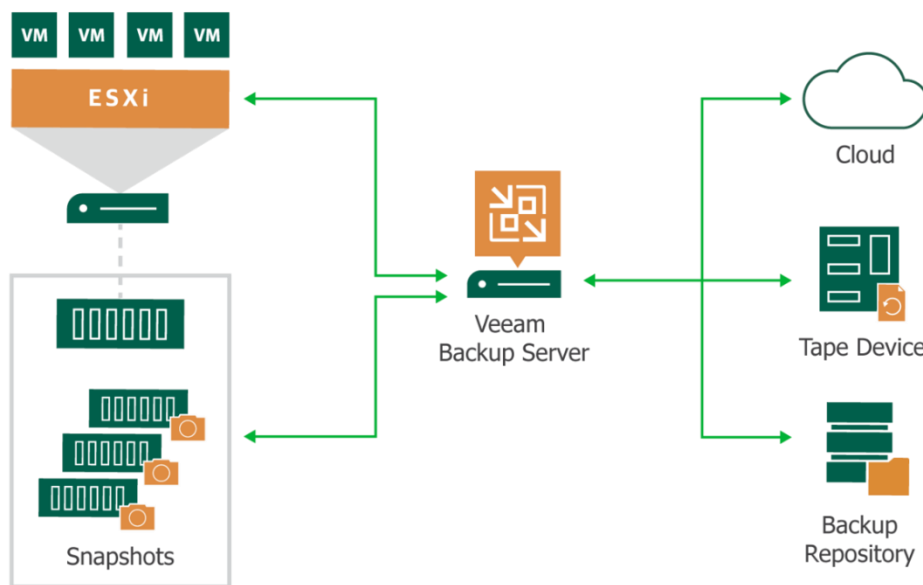 VM VM VM VM
ESXi
Snapshots
Veeam
Backup Server
Cloud
Tape Device
Backup
Repository